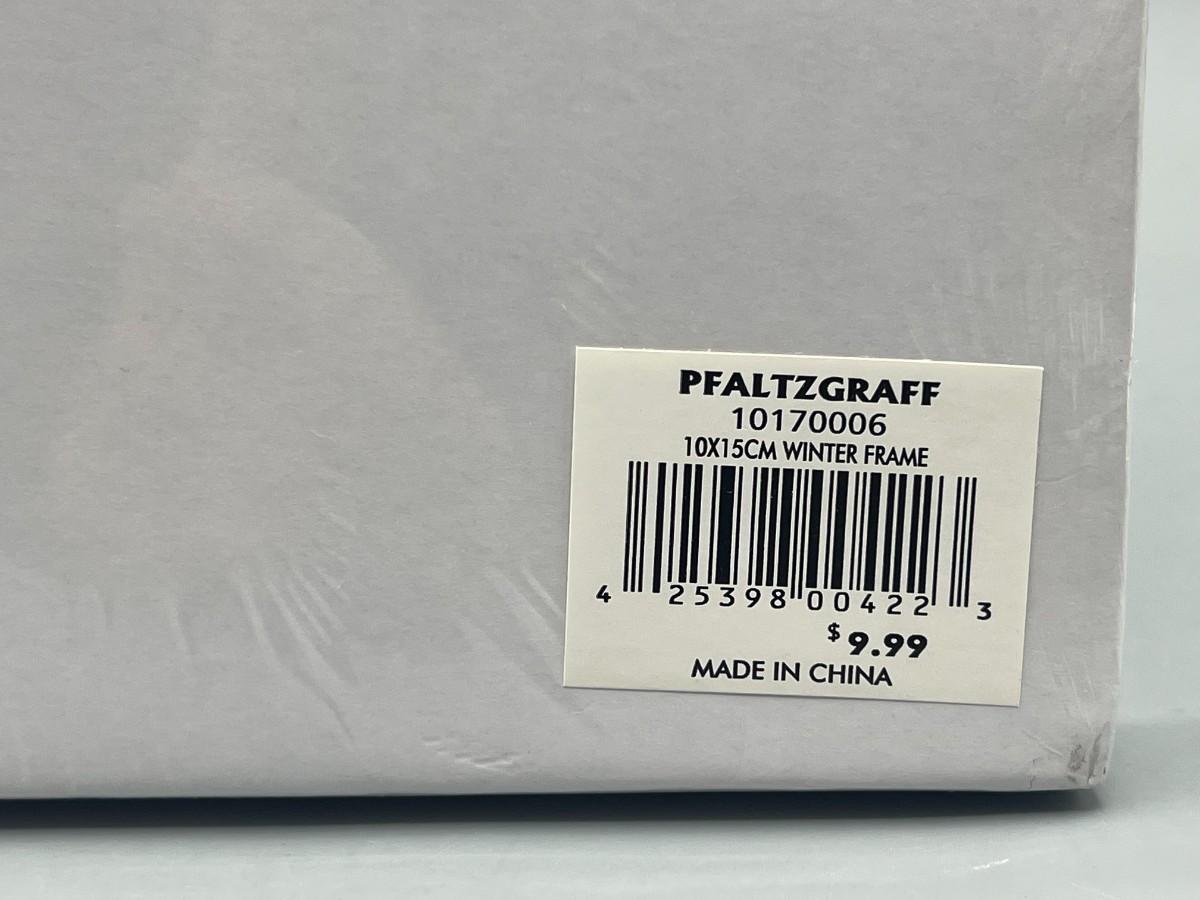 PFALTZGRAFF
10170006
10X15CM WINTER FRAME
4 25398 00422 3
$9.99
MADE IN CHINA